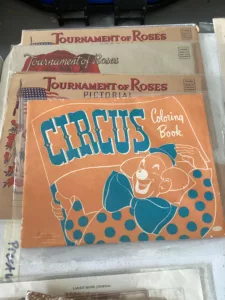 TOURNAMENT OF ROSES
Tournament of Roses
TOURNAMENT OF ROSES
PICTORIAL
CIRCUS
Coloring
Book